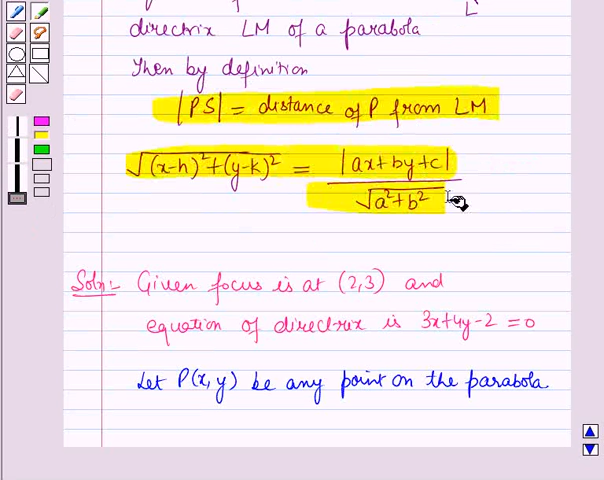 directrix LM of a parabola
Then by definition
|PS| = distance of P from LM
√(x-h)²+(y-k)² = |ax+by+c| / √a²+b²
Soln:- Given focus is at (2,3) and
equation of directrix is 3x+4y-2=0
Let P(x,y) be any point on the parabola.